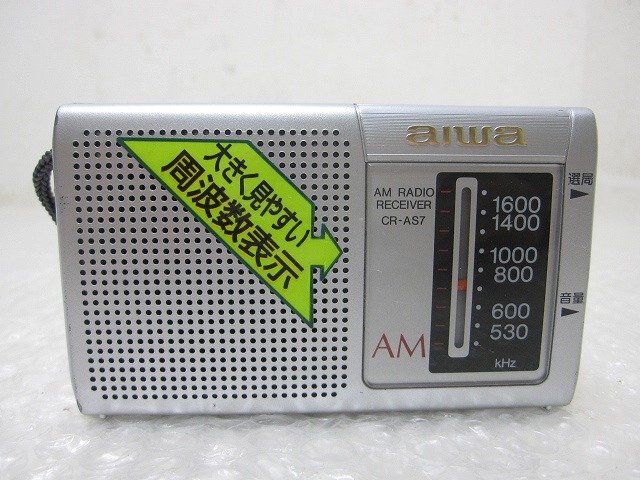 大きく見やすい
周波数表示
aiwa
AM RADIO
RECEIVER
CR-AS7
1600
1400
1000
800
600
530
kHz
AM
選局
音量